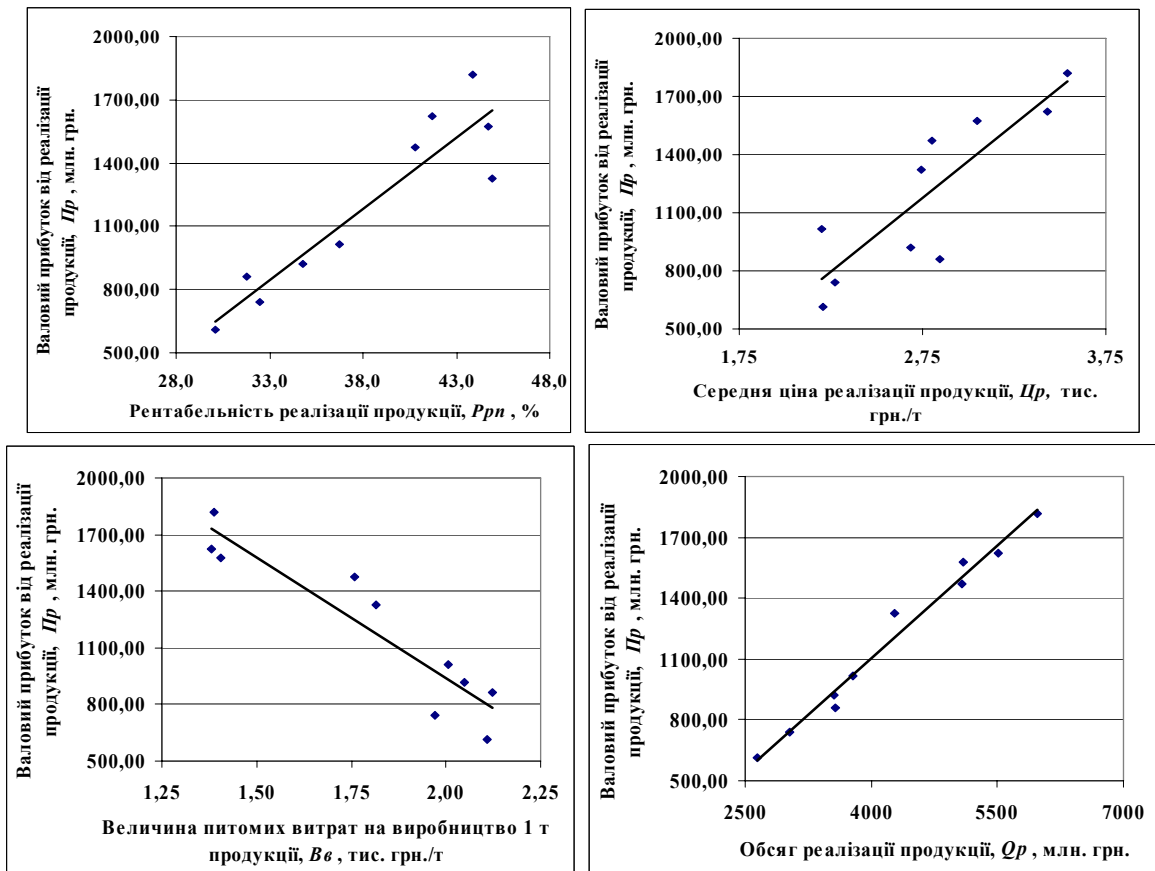 Валовий прибуток від реалізації
продукції, Пр , млн. грн.
2000,00
1700,00
1400,00
1100,00
800,00
500,00
28,0 33,0 38,0 43,0 48,0
Рентабельність реалізації продукції, Ррп , %
Валовий прибуток від реалізації
продукції, Пр , млн. грн.
2000,00
1700,00
1400,00
1100,00
800,00
500,00
1,75 2,75 3,75
Середня ціна реалізації продукції, Цр, тис.
грн./т
Валовий прибуток від реалізації
продукції, Пр , млн. грн.
2000,00
1700,00
1400,00
1100,00
800,00
500,00
1,25 1,50 1,75 2,00 2,25
Величина питомих витрат на виробництво 1 т
продукції, Вв , тис. грн./т
Валовий прибуток від реалізації
продукції, Пр , млн. грн.
2000,00
1700,00
1400,00
1100,00
800,00
500,00
2500 4000 5500 7000
Обсяг реалізації продукції, Qр , млн. грн.